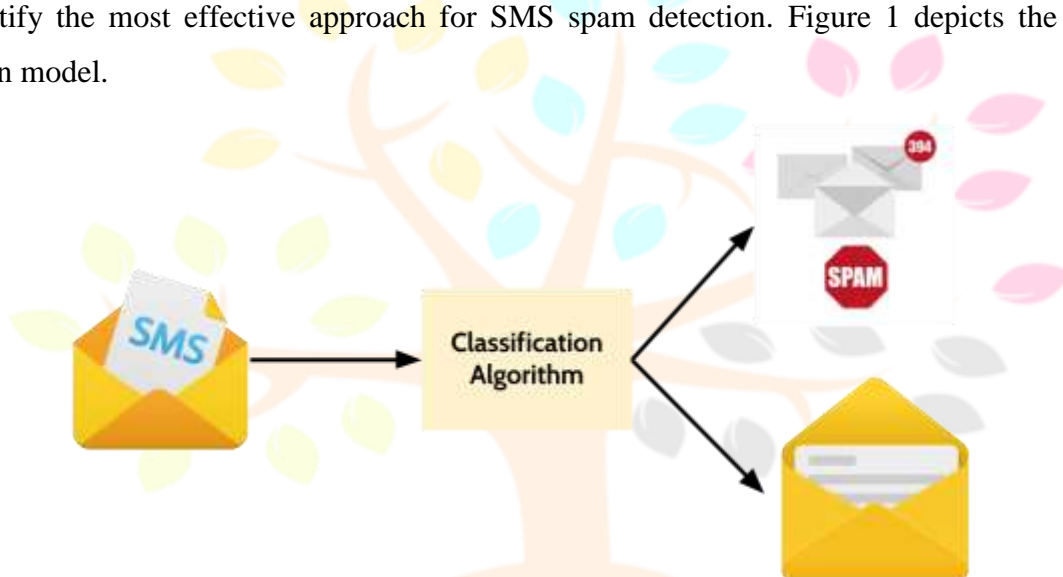 tify the most effective approach for SMS spam detection. Figure 1 depicts the
n model.
394
SPAM
SMS
Classification
Algorithm